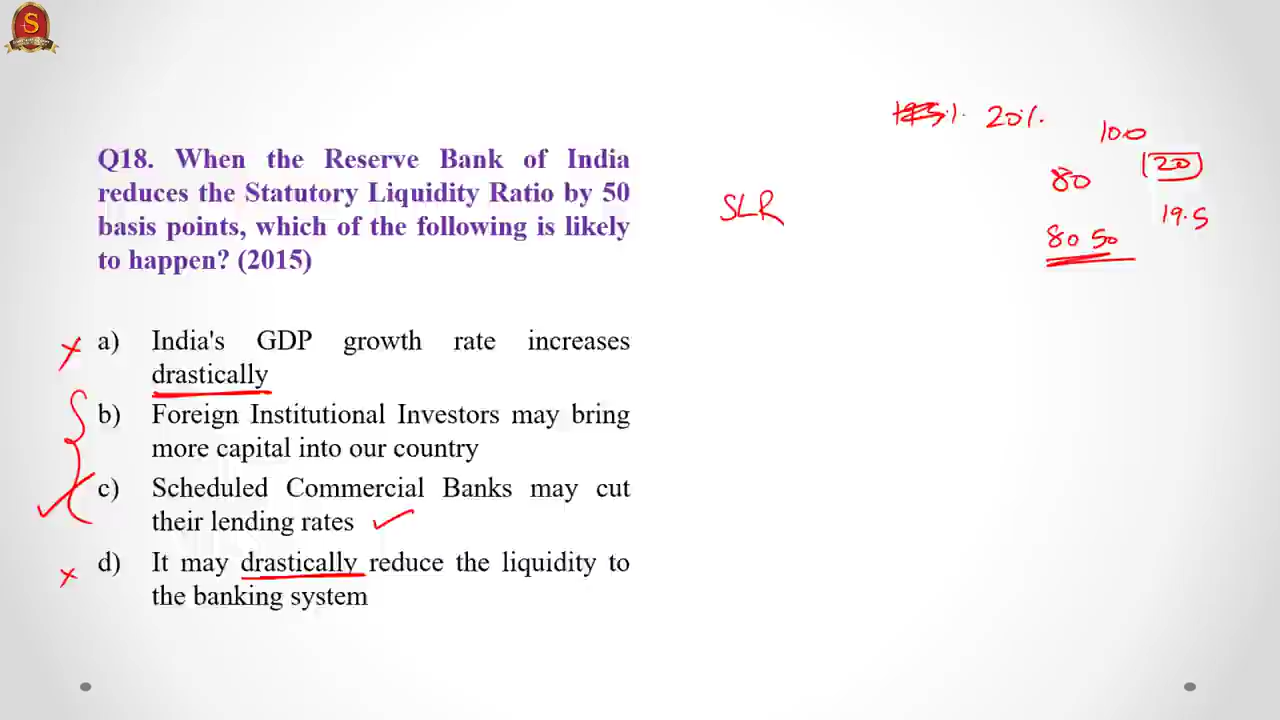 S
Q18. When the Reserve Bank of India
reduces the Statutory Liquidity Ratio by 50
basis points, which of the following is likely
to happen? (2015)
a) India's GDP growth rate increases
drastically
b) Foreign Institutional Investors may bring
more capital into our country
c) Scheduled Commercial Banks may cut
their lending rates
d) It may drastically reduce the liquidity to
the banking system
SLR
20%.
100
80 20
19.5
80 50